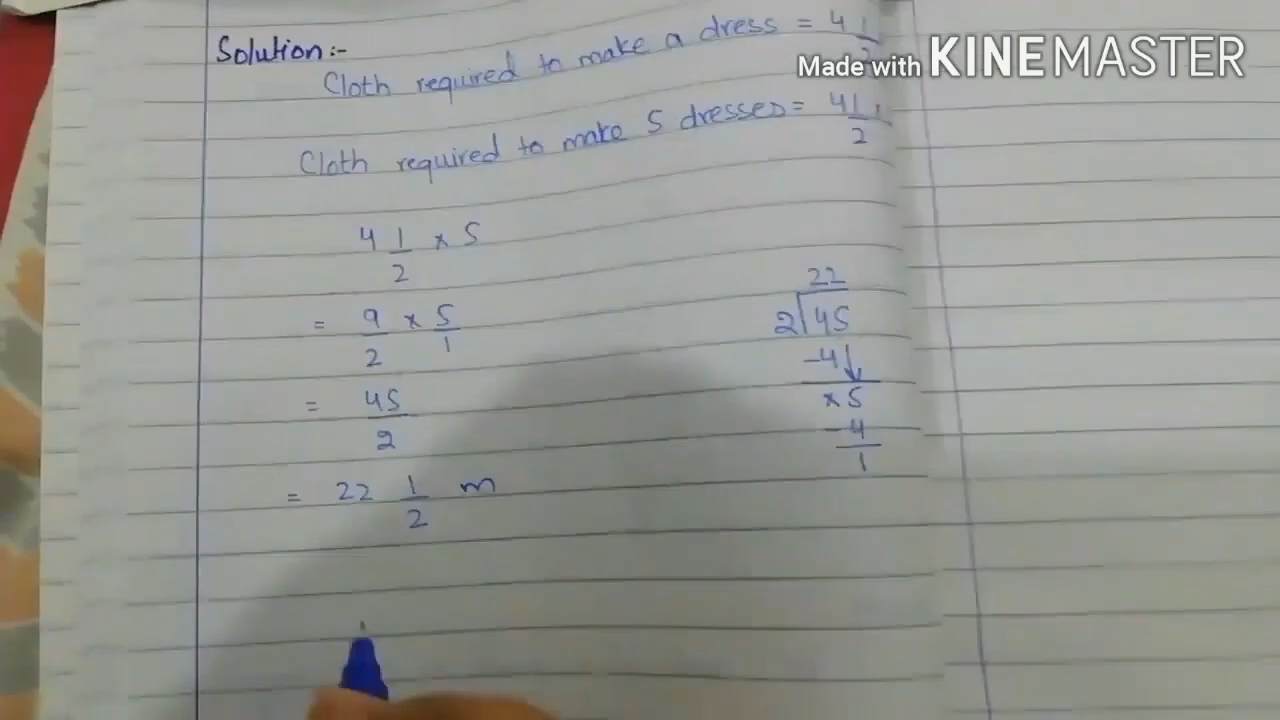 Solution:-
Cloth required to make a dress = 4 1
Made with KINEMASTER
Cloth required to make 5 dresses = 4 1/2
4 1/2 × 5
= 9/2 × 5/1
= 45/2
= 22 1/2 m
22
2 45
-4↓
×5
-4
1